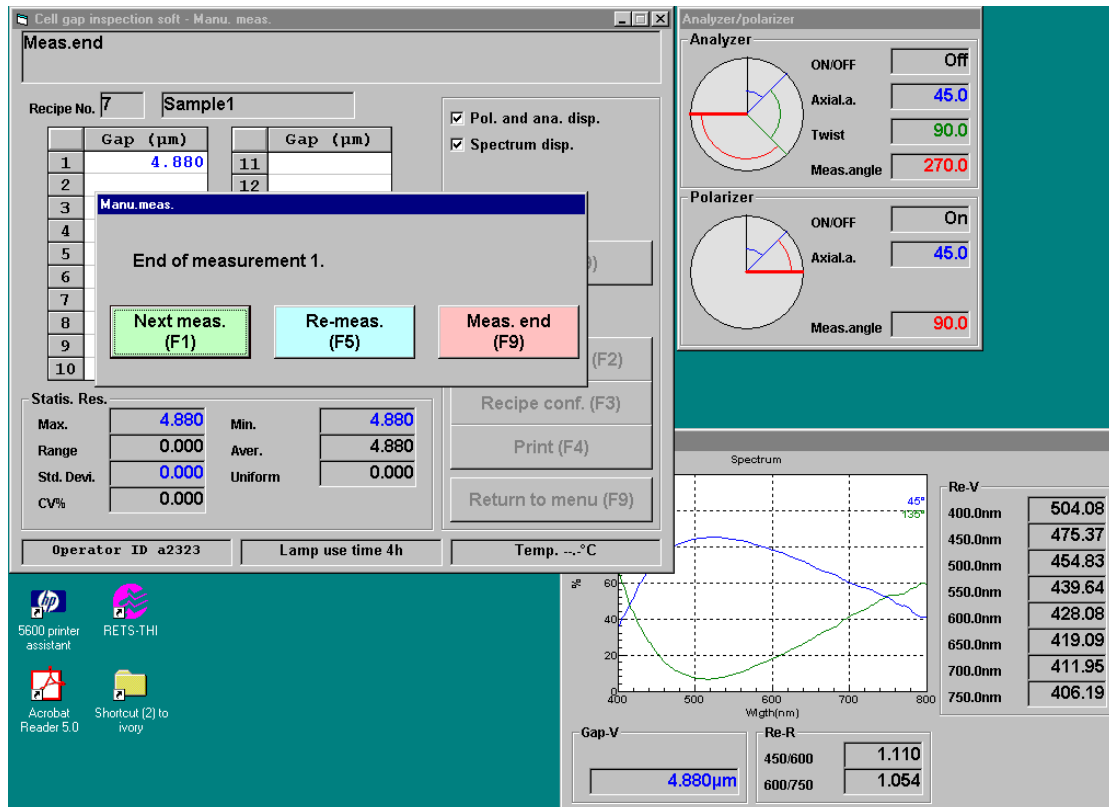 Cell gap inspection soft - Manu. meas.
Meas.end
Recipe No. 7 Sample1
Gap (µm) Gap (µm)
1 4.880 11
2 12
3
4
5
6
7
8
9
10
Pol. and ana. disp.
Spectrum disp.
Manu.meas.
End of measurement 1.
Next meas. (F1)
Re-meas. (F5)
Meas. end (F9)
(F2)
Recipe conf. (F3)
Print (F4)
Return to menu (F9)
Statis. Res.
Max. 4.880 Min. 4.880
Range 0.000 Aver. 4.880
Std. Devi. 0.000 Uniform 0.000
CV% 0.000
Operator ID a2323 Lamp use time 4h Temp. --.-°C
Analyzer/polarizer
Analyzer
ON/OFF Off
Axial.a. 45.0
Twist 90.0
Meas.angle 270.0
Polarizer
ON/OFF On
Axial.a. 45.0
Meas.angle 90.0
Spectrum
45°
135°
%
60
40
20
0
400 500 600 700 800
Wlgth(nm)
Re-V
400.0nm 504.08
450.0nm 475.37
500.0nm 454.83
550.0nm 439.64
600.0nm 428.08
650.0nm 419.09
700.0nm 411.95
750.0nm 406.19
Gap-V
4.880µm
Re-R
450/600 1.110
600/750 1.054
hp
5600 printer
assistant
RETS-THI
Acrobat
Reader 5.0
Shortcut (2) to
ivory